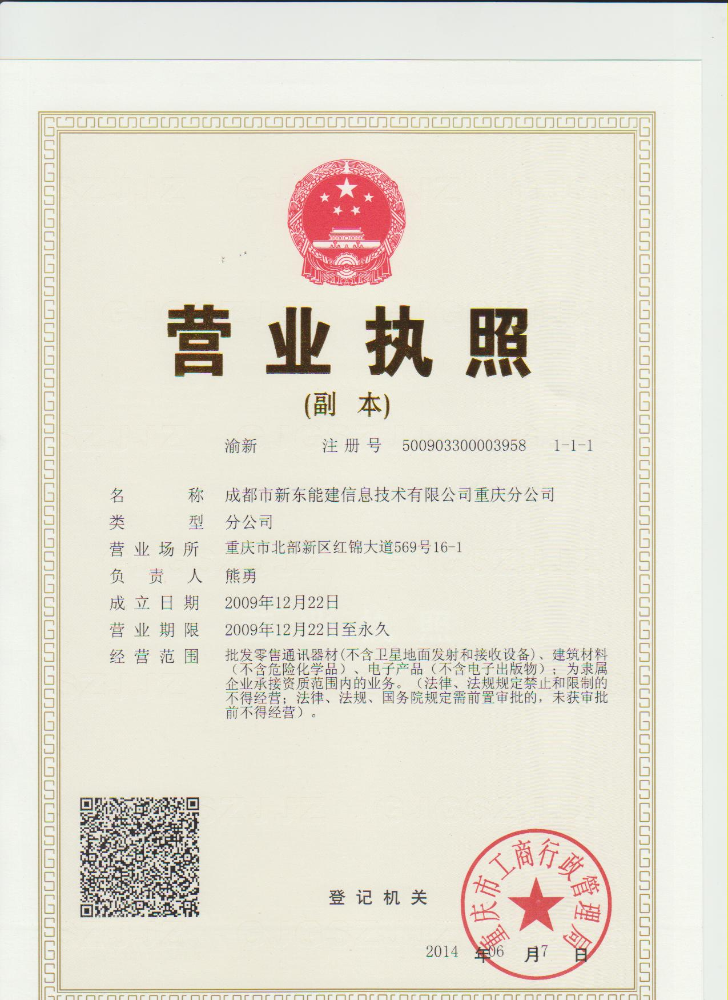 营业执照
(副 本)
渝新 注 册 号 500903300003958 1-1-1
名 称 成都市新东能建信息技术有限公司重庆分公司
类 型 分公司
营 业 场 所 重庆市北部新区红锦大道569号16-1
负 责 人 熊勇
成 立 日 期 2009年12月22日
营 业 期 限 2009年12月22日至永久
经 营 范 围 批发零售通讯器材(不含卫星地面发射和接收设备)、建筑材料
（不含危险化学品）、电子产品（不含电子出版物）；为隶属
企业承接资质范围内的业务。（法律、法规规定禁止和限制的
不得经营；法律、法规、国务院规定需前置审批的，未获审批
前不得经营）。
重庆市工商行政管理局
登 记 机 关
2014 年06 月17 日